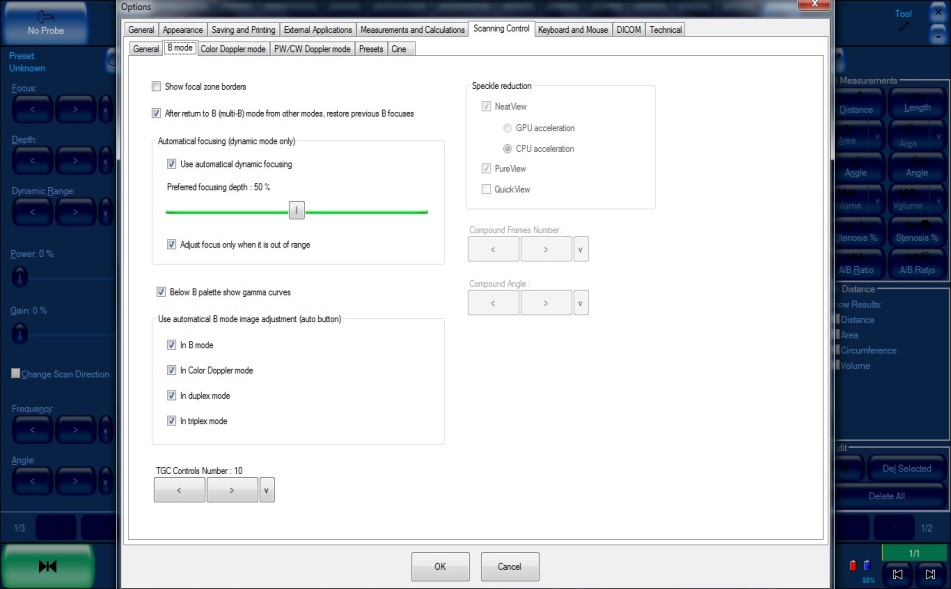 Options
X
No Probe
Tool
General Appearance Saving and Printing External Applications Measurements and Calculations Scanning Control Keyboard and Mouse DICOM Technical
General B mode Color Doppler mode PW/CW Doppler mode Presets Cine
Preset:
Unknown
Focus:
< > v
Depth:
< > v
Dynamic Range:
< > v
Power: 0 %
Gain: 0 %
Change Scan Direction
Frequency:
< > v
Angle:
< > v
1/3
Show focal zone borders
After return to B (multi-B) mode from other modes, restore previous B focuses
Automatical focusing (dynamic mode only)
Use automatical dynamic focusing
Preferred focusing depth : 50 %
Adjust focus only when it is out of range
Below B palette show gamma curves
Use automatical B mode image adjustment (auto button)
In B mode
In Color Doppler mode
In duplex mode
In triplex mode
TGC Controls Number : 10
< > v
Speckle reduction
NeatView
GPU acceleration
CPU acceleration
PureView
QuickView
Compound Frames Number :
< > v
Compound Angle :
< > v
OK Cancel
Measurements
Distance Length
Area Area
Angle Angle
Volume
Stenosis % Stenosis %
A/B Ratio A/B Ratio
Distance
Results:
Distance
Area
Circumference
Volume
Del Selected
Delete All
1/2
1/1
88%